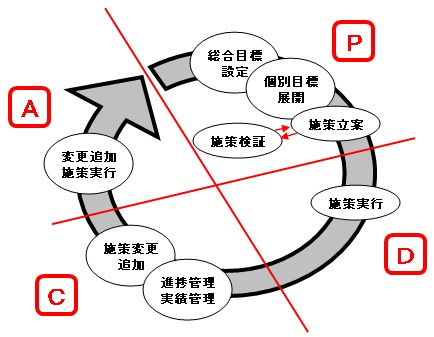 P
総合目標
設定
個別目標
展開
施策立案
施策検証
施策実行
D
進捗管理
実績管理
施策変更
追加
C
変更追加
施策実行
A